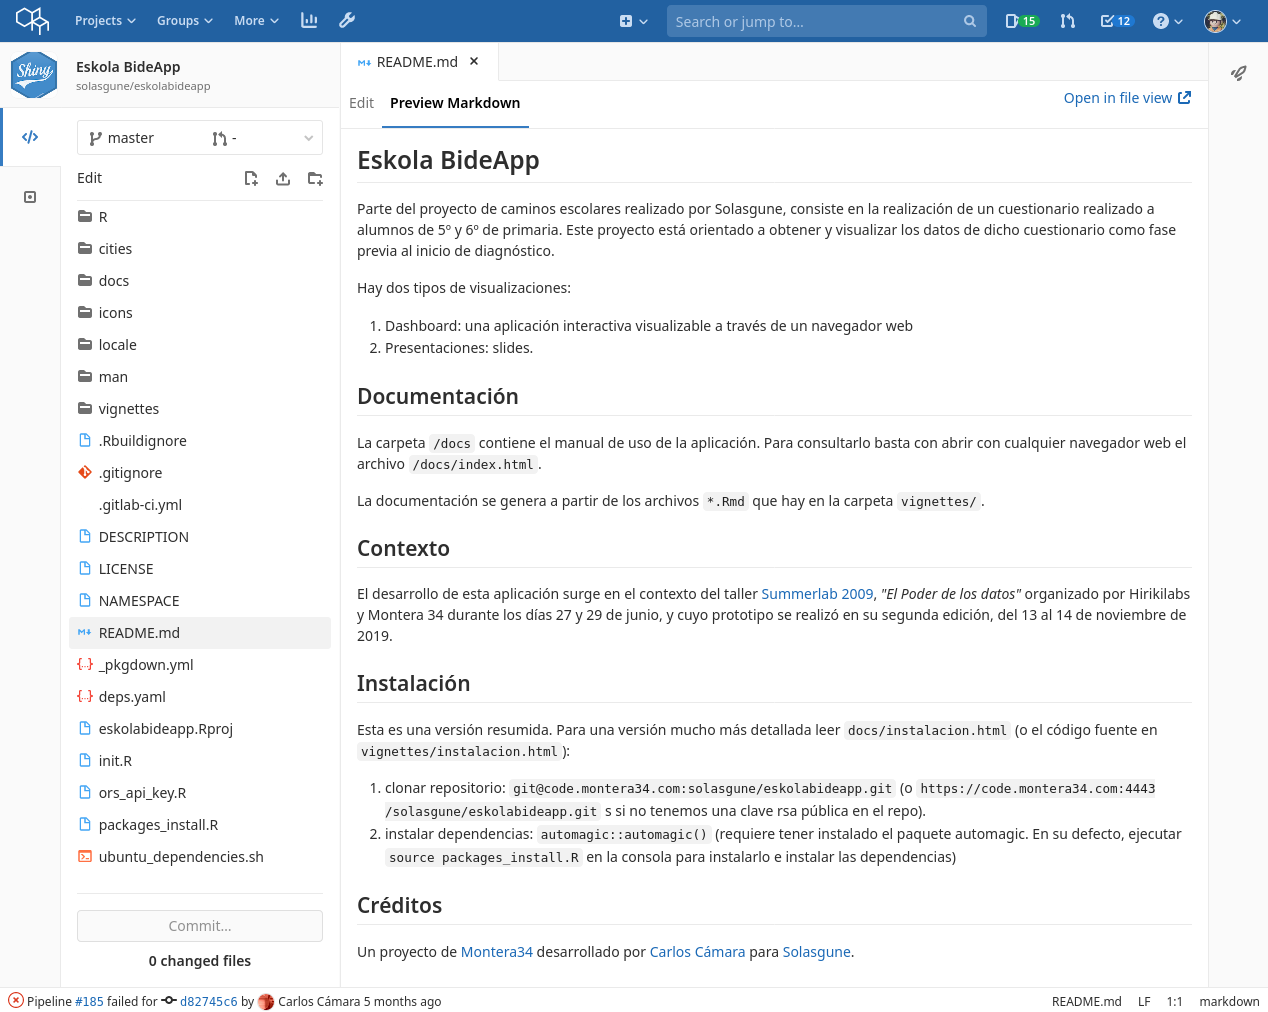 Projects Groups More Search or jump to... 15 12
Shiny
Eskola BideApp
solasgune/eskolabideapp
README.md
Edit Preview Markdown Open in file view
master -
Edit
R
cities
docs
icons
locale
man
vignettes
.Rbuildignore
.gitignore
.gitlab-ci.yml
DESCRIPTION
LICENSE
NAMESPACE
README.md
_pkgdown.yml
deps.yaml
eskolabideapp.Rproj
init.R
ors_api_key.R
packages_install.R
ubuntu_dependencies.sh
Commit...
0 changed files
Eskola BideApp
Parte del proyecto de caminos escolares realizado por Solasgune, consiste en la realización de un cuestionario realizado a
alumnos de 5º y 6º de primaria. Este proyecto está orientado a obtener y visualizar los datos de dicho cuestionario como fase
previa al inicio de diagnóstico.
Hay dos tipos de visualizaciones:
1. Dashboard: una aplicación interactiva visualizable a través de un navegador web
2. Presentaciones: slides.
Documentación
La carpeta /docs contiene el manual de uso de la aplicación. Para consultarlo basta con abrir con cualquier navegador web el
archivo /docs/index.html.
La documentación se genera a partir de los archivos *.Rmd que hay en la carpeta vignettes/.
Contexto
El desarrollo de esta aplicación surge en el contexto del taller Summerlab 2009, "El Poder de los datos" organizado por Hirikilabs
y Montera 34 durante los días 27 y 29 de junio, y cuyo prototipo se realizó en su segunda edición, del 13 al 14 de noviembre de
2019.
Instalación
Esta es una versión resumida. Para una versión mucho más detallada leer docs/instalacion.html (o el código fuente en
vignettes/instalacion.html):
1. clonar repositorio: git@code.montera34.com:solasgune/eskolabideapp.git (o https://code.montera34.com:4443
/solasgune/eskolabideapp.git s si no tenemos una clave rsa pública en el repo).
2. instalar dependencias: automagic::automagic() (requiere tener instalado el paquete automagic. En su defecto, ejecutar
source packages_install.R en la consola para instalarlo e instalar las dependencias)
Créditos
Un proyecto de Montera34 desarrollado por Carlos Cámara para Solasgune.
Pipeline #185 failed for d82745c6 by Carlos Cámara 5 months ago README.md LF 1:1 markdown